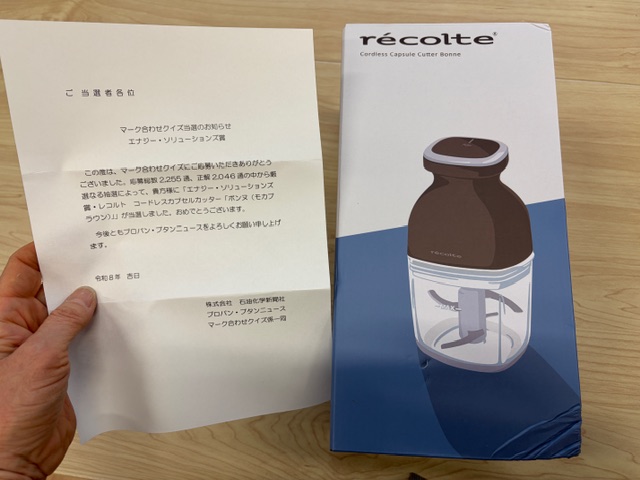 ご 当選者各位
マーク合わせクイズ当選のお知らせ
エナジー・ソリューションズ賞
この度は、マーク合わせクイズにご応募いただきありがとう
ございました。応募総数 2,255 通、正解 2,046 通の中から厳
選なる抽選によって、貴方様に「エナジー・ソリューションズ
賞・レコルト コードレスカプセルカッター「ボンヌ（モカブ
ラウン）」」が当選しました。おめでとうございます。
今後ともプロパン・ブタンニュースをよろしくお願い申し上げ
ます。
令和８年 吉日
株式会社 石油化学新聞社
プロパン・ブタンニュース
マーク合わせクイズ係一同
récolte®
Cordless Capsule Cutter Bonne
récolte
MAX